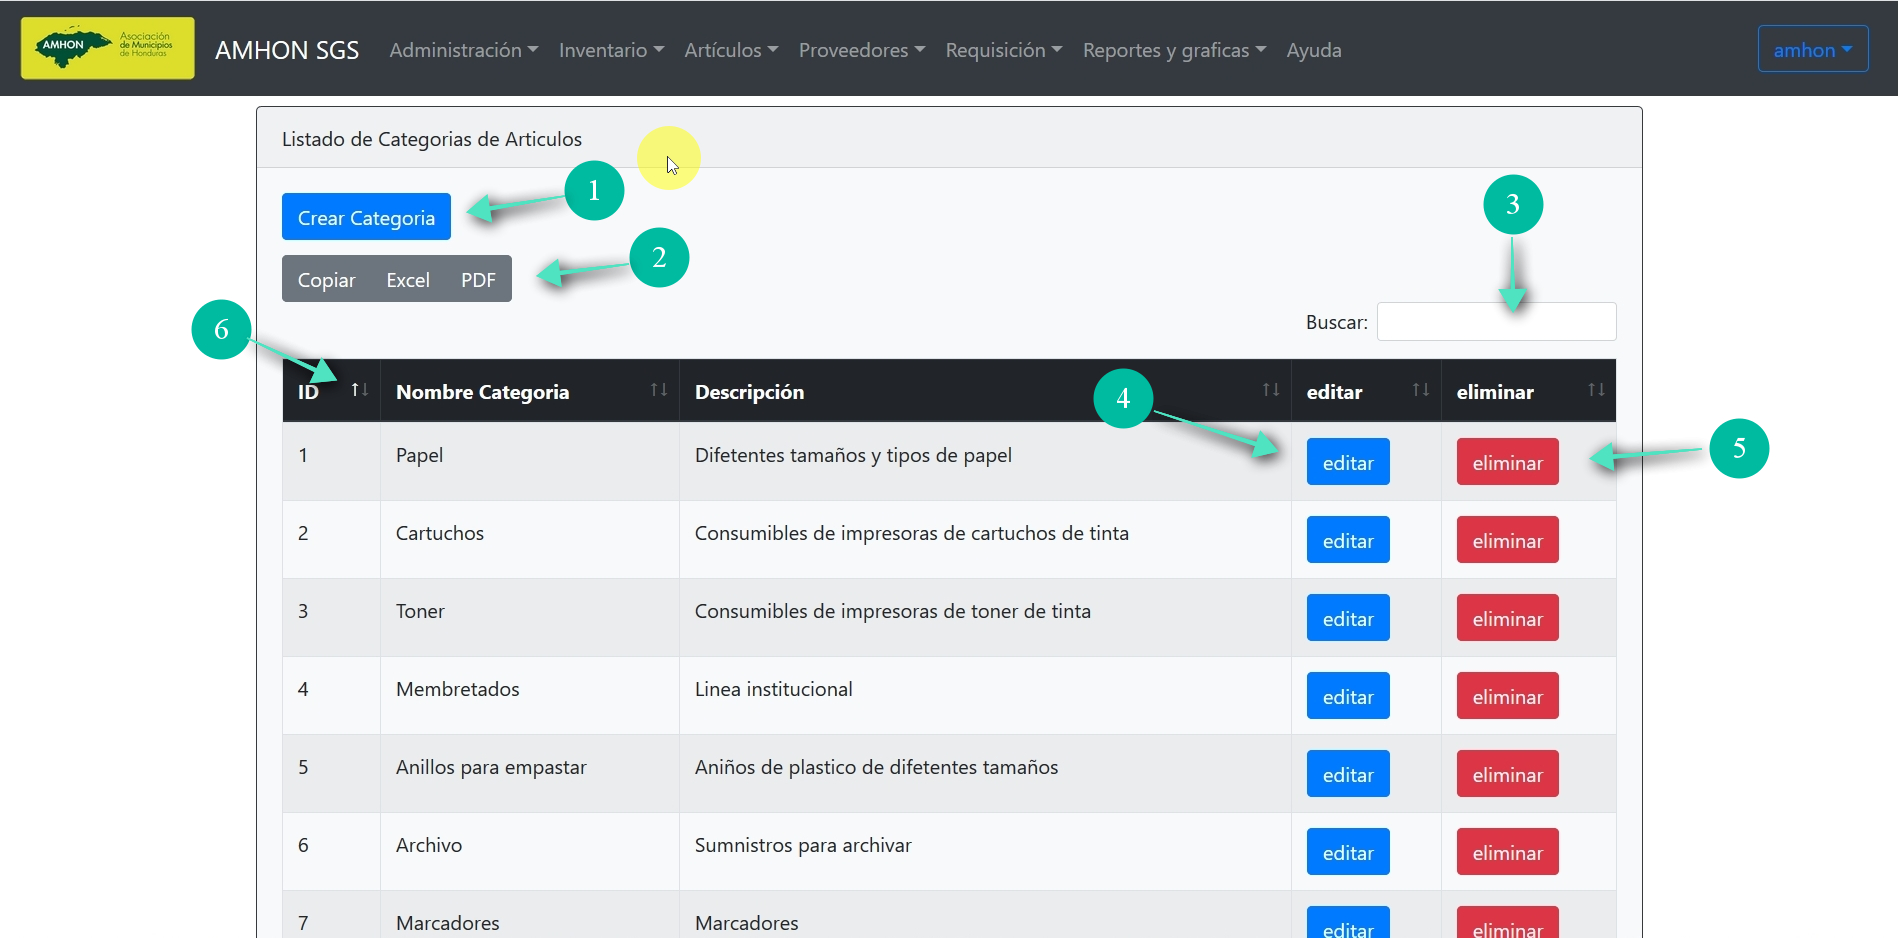 AMHON
Asociación
de Municipios
de Honduras
AMHON SGS Administración Inventario Artículos Proveedores Requisición Reportes y graficas Ayuda amhon
Listado de Categorias de Articulos
1
Crear Categoria
3
2
Copiar Excel PDF
6
Buscar:
ID Nombre Categoria Descripción editar eliminar
4
5
1 Papel Difetentes tamaños y tipos de papel editar eliminar
2 Cartuchos Consumibles de impresoras de cartuchos de tinta editar eliminar
3 Toner Consumibles de impresoras de toner de tinta editar eliminar
4 Membretados Linea institucional editar eliminar
5 Anillos para empastar Aniños de plastico de difetentes tamaños editar eliminar
6 Archivo Sumnistros para archivar editar eliminar
7 Marcadores Marcadores editar eliminar